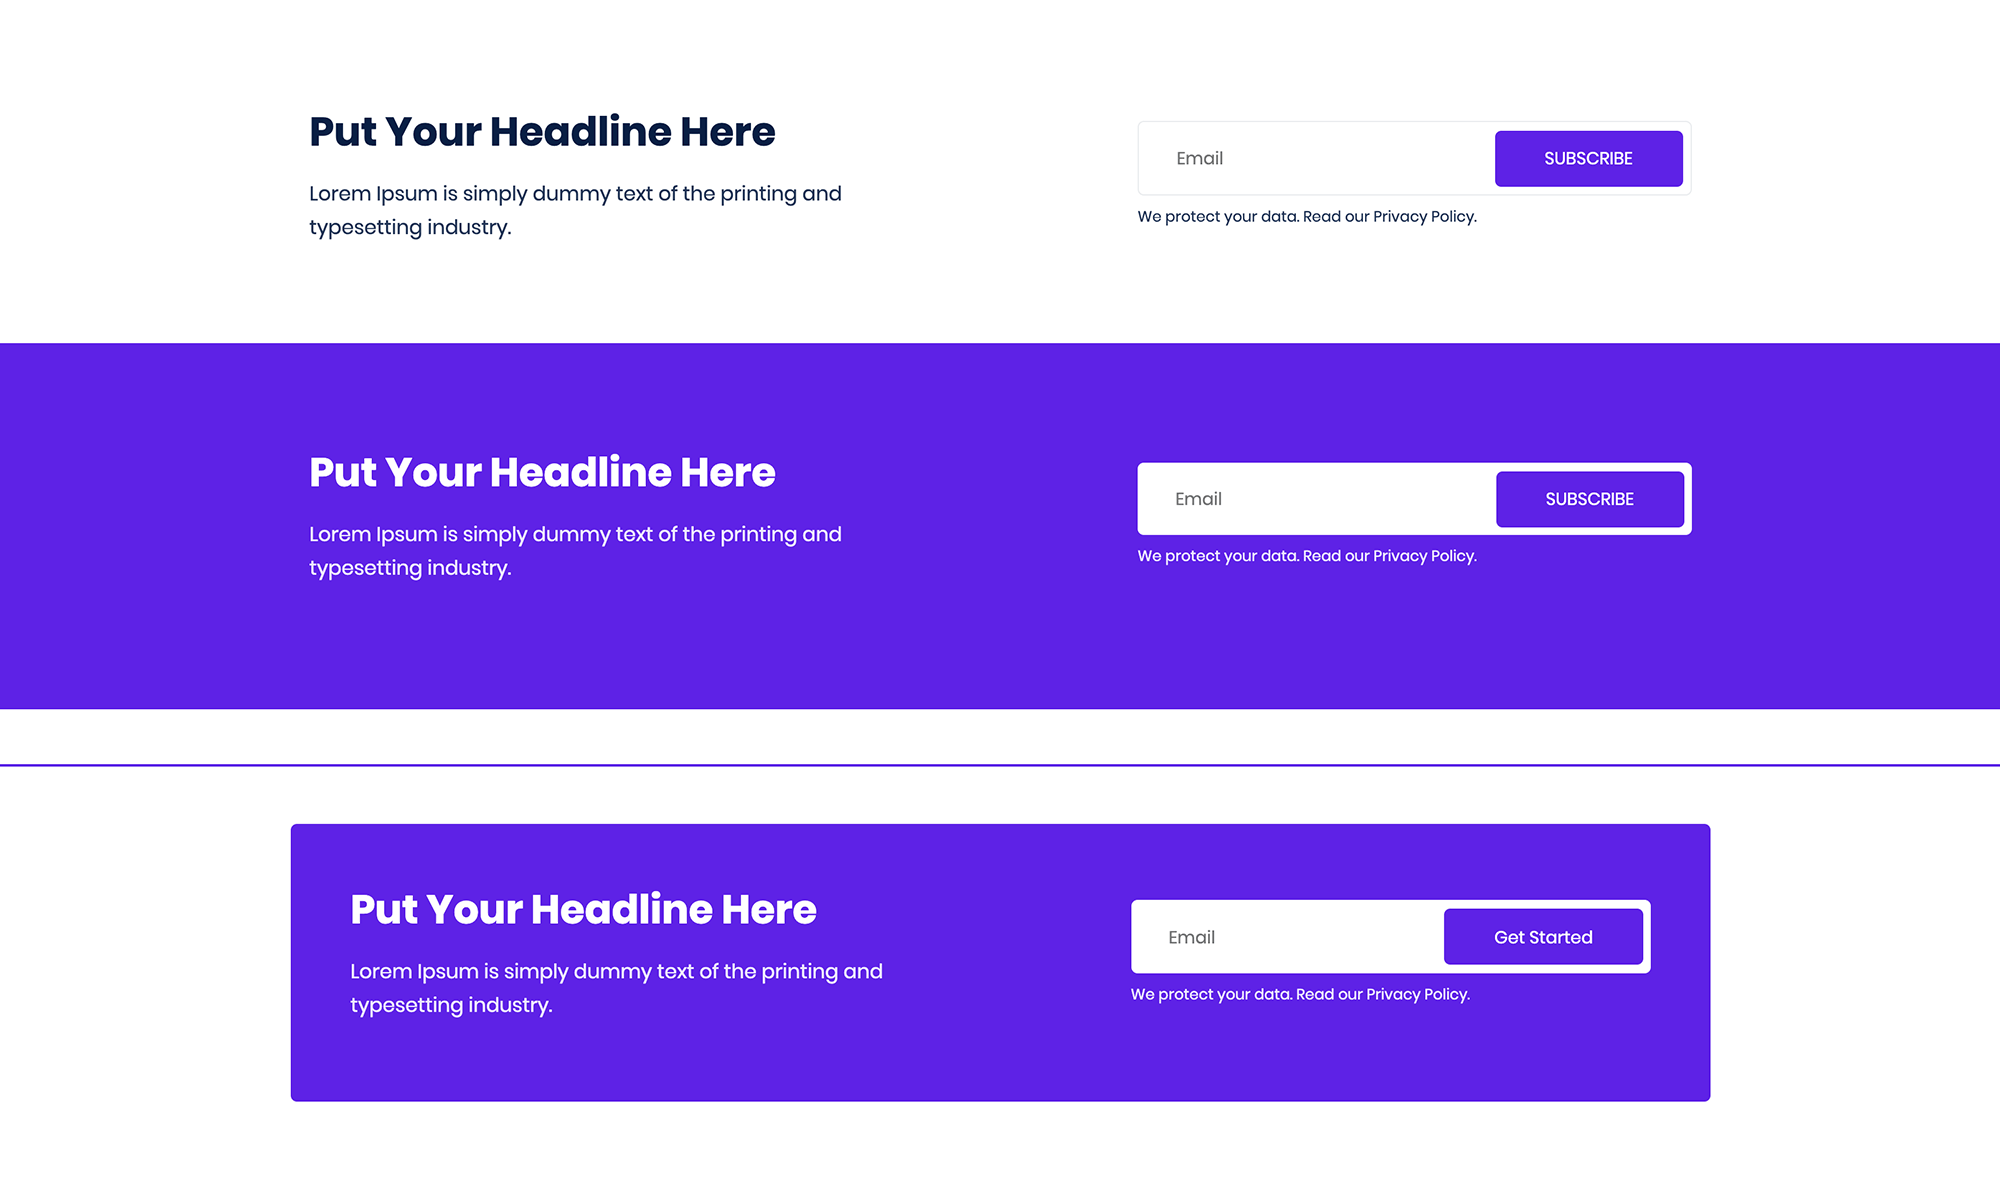 Put Your Headline Here
Lorem Ipsum is simply dummy text of the printing and
typesetting industry.
Email
SUBSCRIBE
We protect your data. Read our Privacy Policy.
Put Your Headline Here
Lorem Ipsum is simply dummy text of the printing and
typesetting industry.
Email
SUBSCRIBE
We protect your data. Read our Privacy Policy.
Put Your Headline Here
Lorem Ipsum is simply dummy text of the printing and
typesetting industry.
Email
Get Started
We protect your data. Read our Privacy Policy.